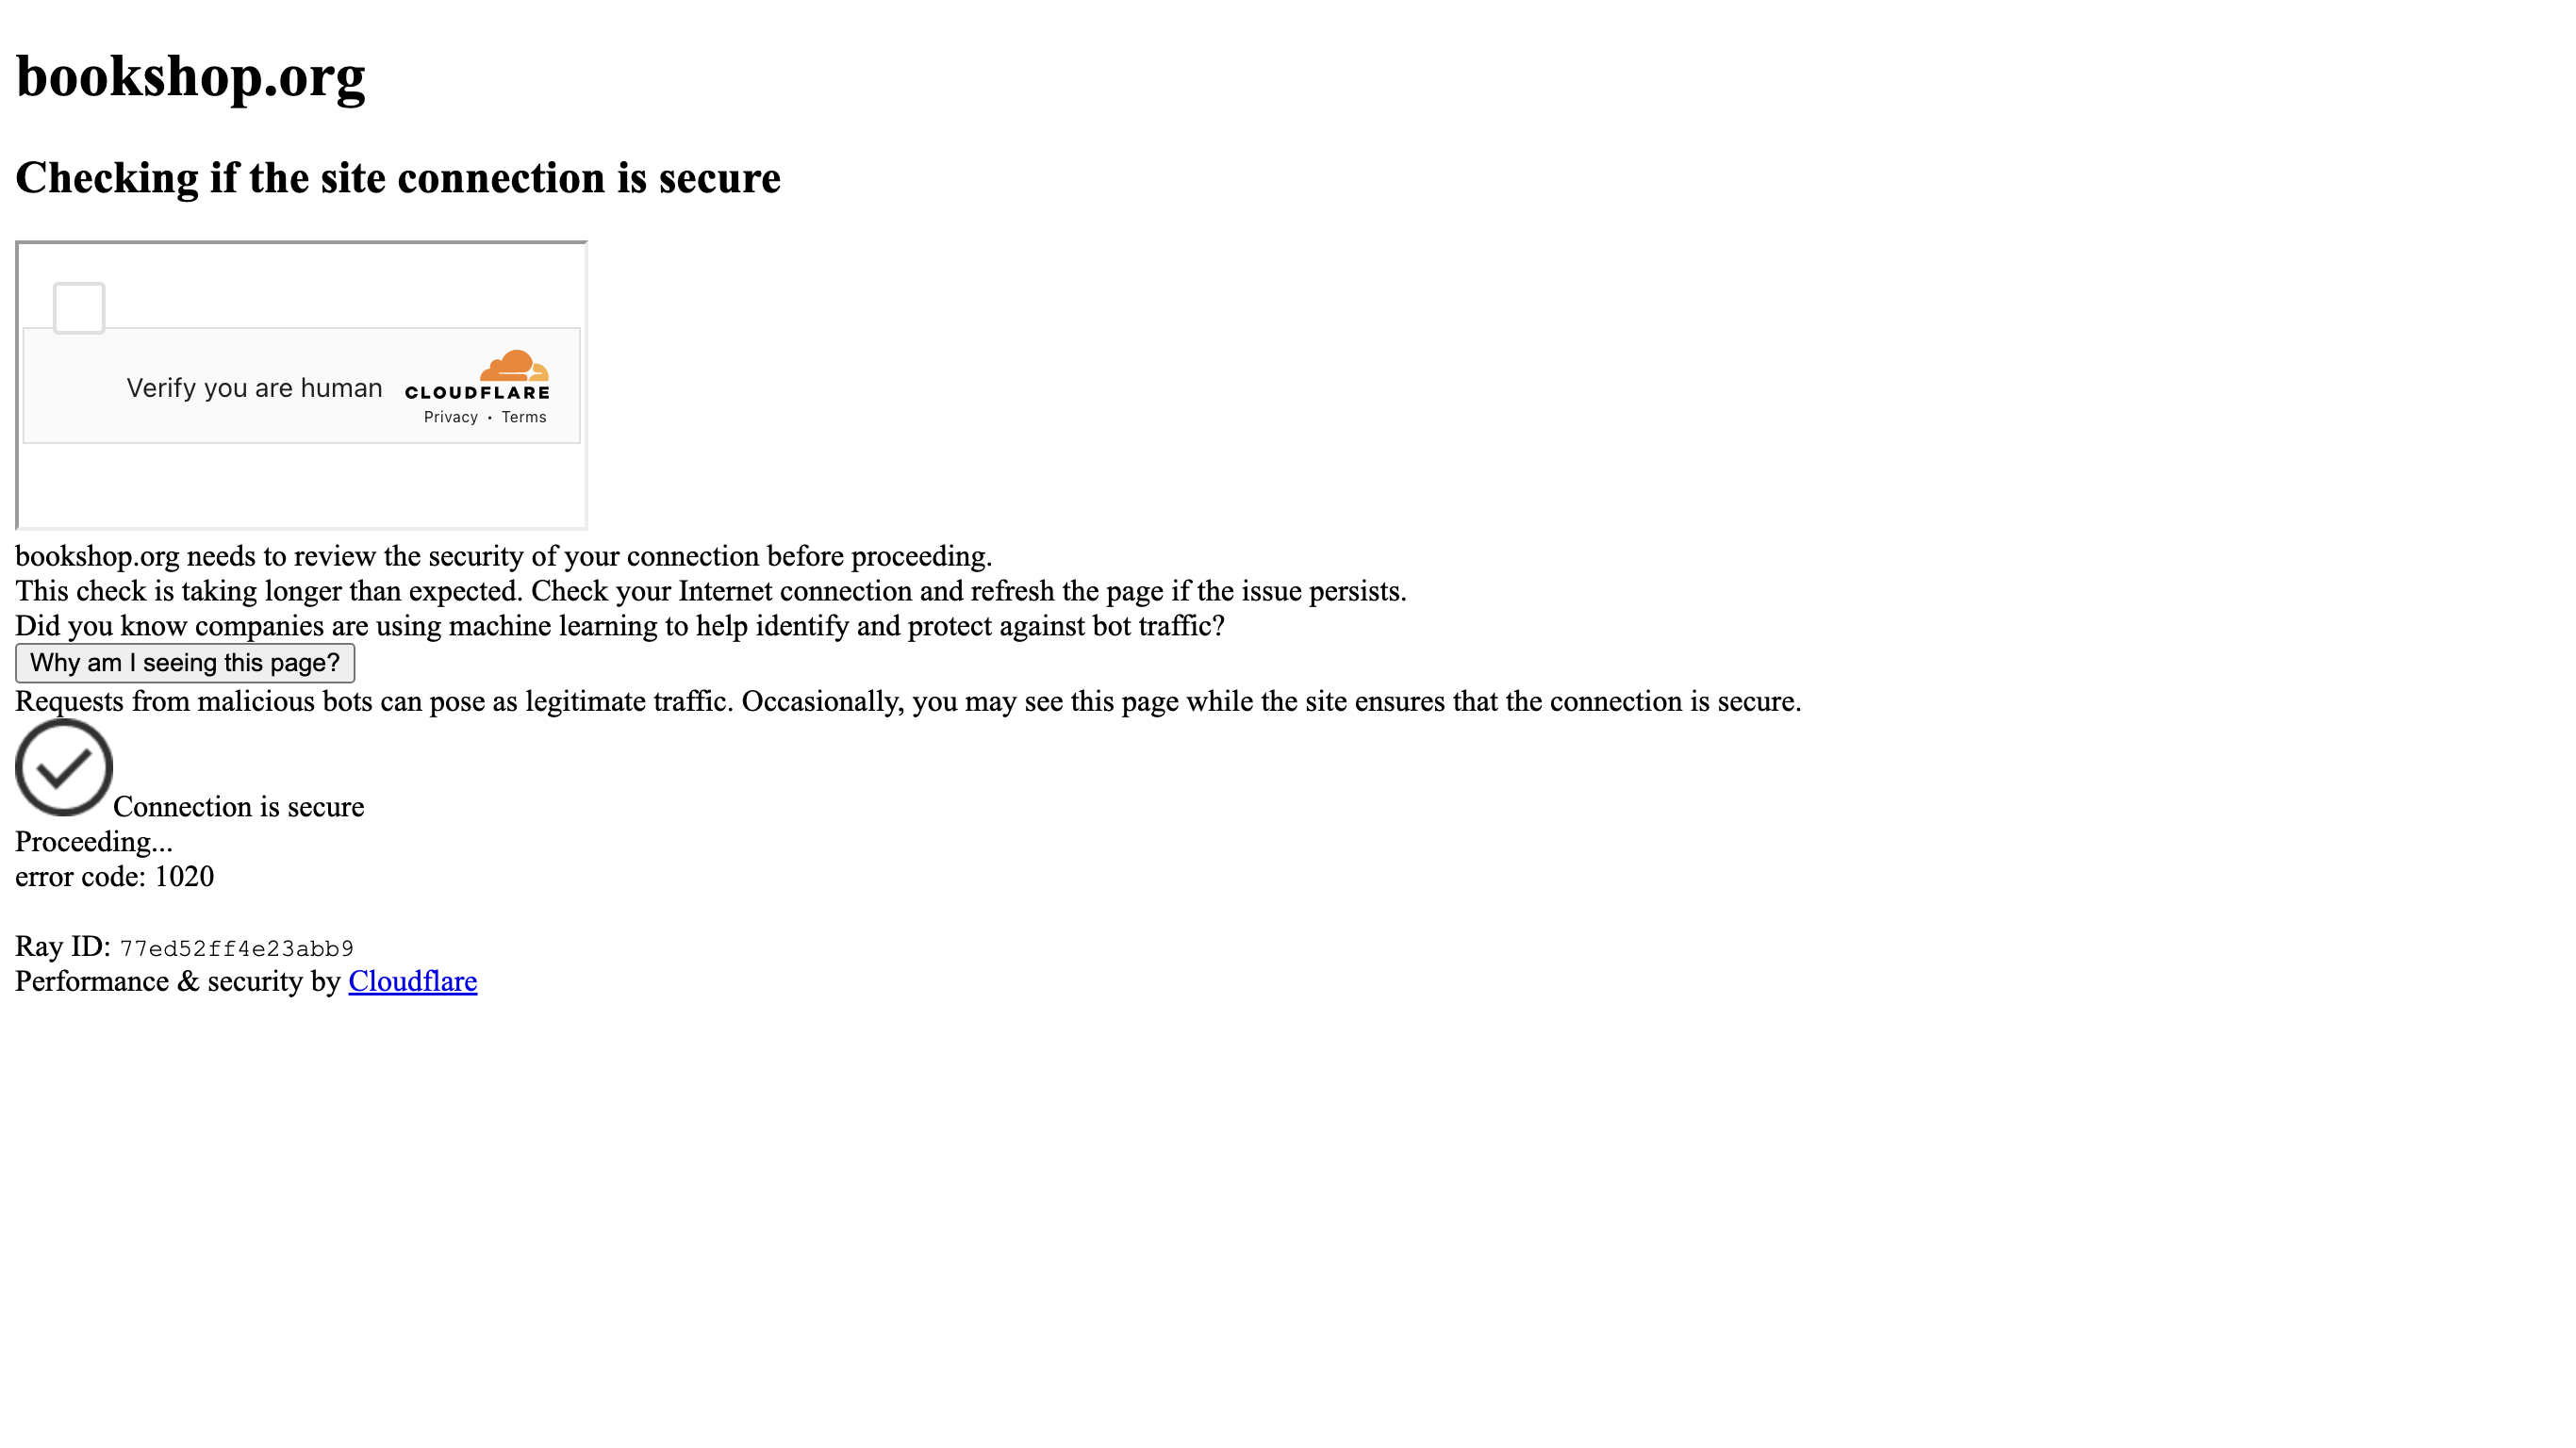 bookshop.org
Checking if the site connection is secure
Verify you are human
CLOUDFLARE
Privacy • Terms
bookshop.org needs to review the security of your connection before proceeding.
This check is taking longer than expected. Check your Internet connection and refresh the page if the issue persists.
Did you know companies are using machine learning to help identify and protect against bot traffic?
Why am I seeing this page?
Requests from malicious bots can pose as legitimate traffic. Occasionally, you may see this page while the site ensures that the connection is secure.
Connection is secure
Proceeding...
error code: 1020
Ray ID: 77ed52ff4e23abb9
Performance & security by Cloudflare